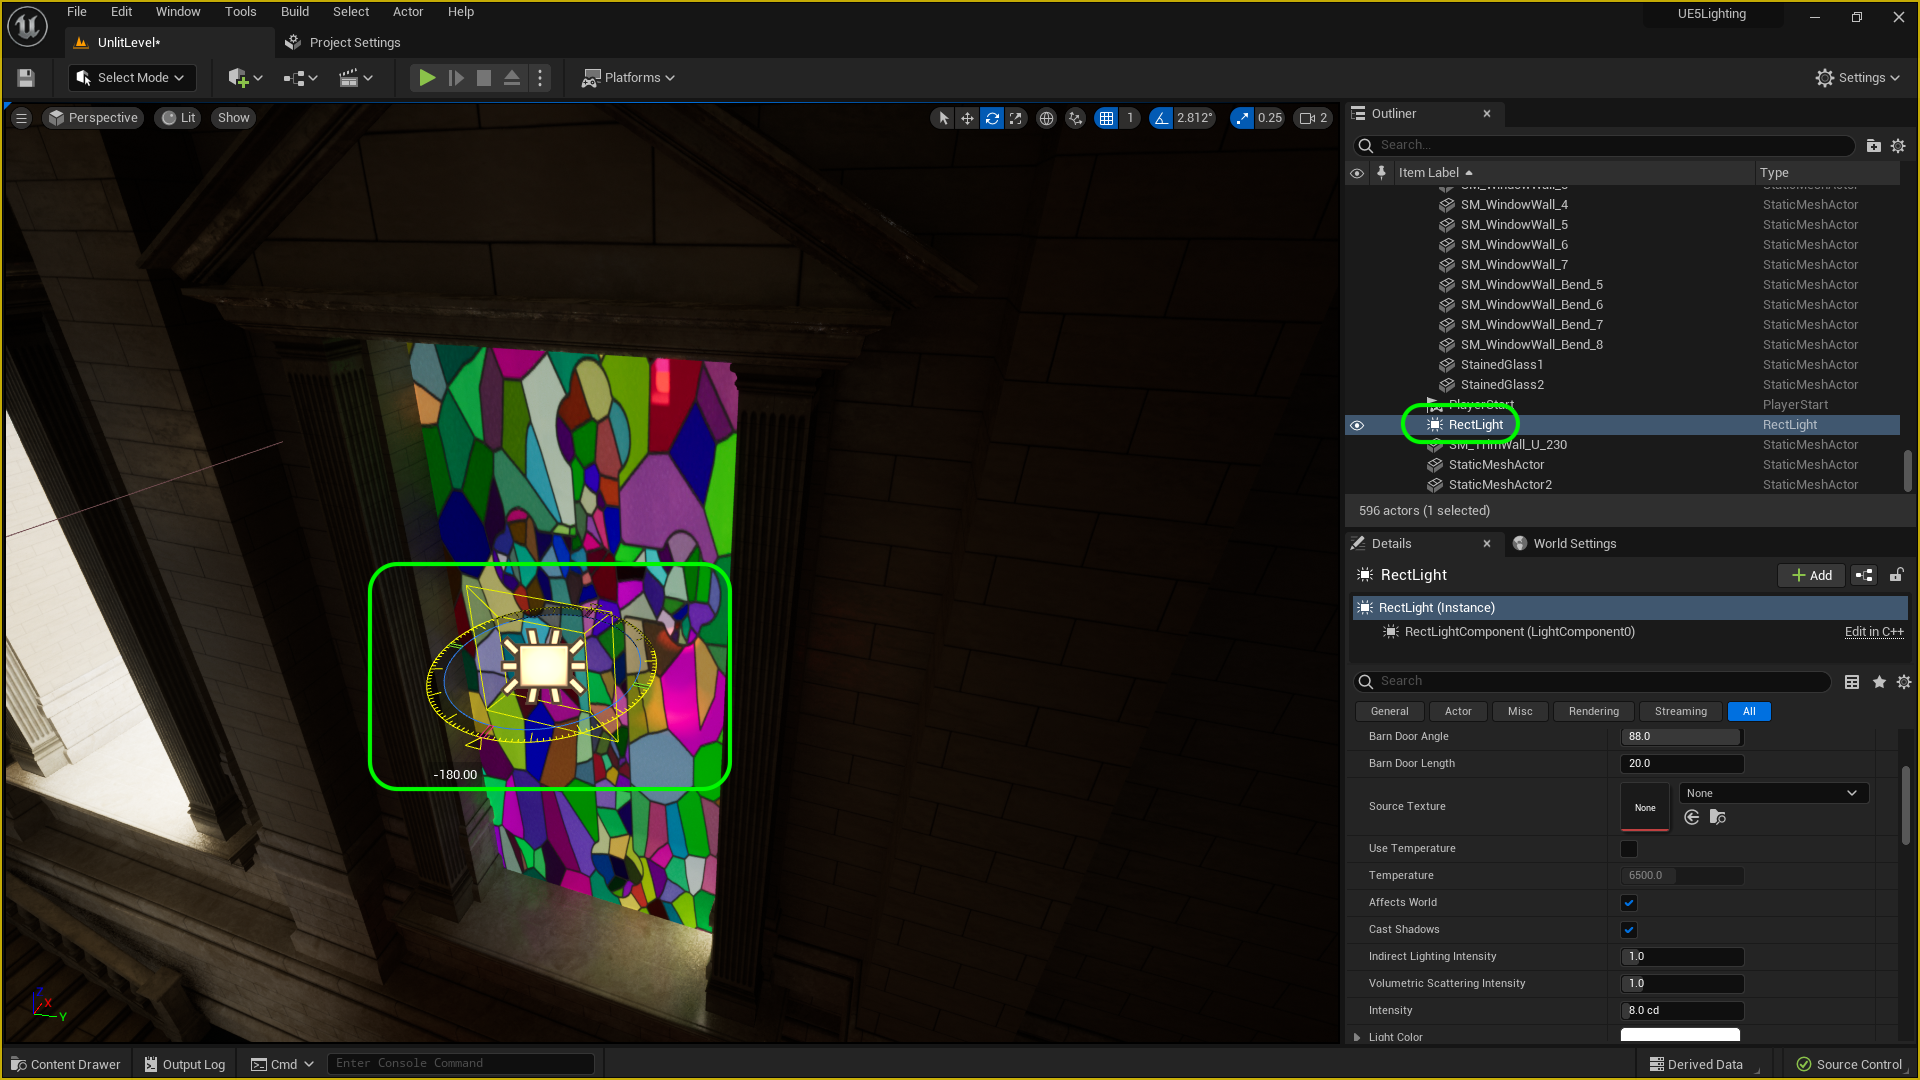 File Edit Window Tools Build Select Actor Help
UE5Lighting
UnlitLevel*
Project Settings
Select Mode
Platforms
Settings
Perspective
Lit
Show
1
2.812°
0.25
2
Outliner
Search...
Item Label
Type
SM_WindowWall_4 StaticMeshActor
SM_WindowWall_5 StaticMeshActor
SM_WindowWall_6 StaticMeshActor
SM_WindowWall_7 StaticMeshActor
SM_WindowWall_Bend_5 StaticMeshActor
SM_WindowWall_Bend_6 StaticMeshActor
SM_WindowWall_Bend_7 StaticMeshActor
SM_WindowWall_Bend_8 StaticMeshActor
StainedGlass1 StaticMeshActor
StainedGlass2 StaticMeshActor
PlayerStart PlayerStart
RectLight RectLight
SM_TrimWall_U_230 StaticMeshActor
StaticMeshActor StaticMeshActor
StaticMeshActor2 StaticMeshActor
596 actors (1 selected)
Details
World Settings
RectLight
Add
RectLight (Instance)
RectLightComponent (LightComponent0)
Edit in C++
Search
General Actor Misc Rendering Streaming All
Barn Door Angle 88.0
Barn Door Length 20.0
Source Texture None None
Use Temperature
Temperature 6500.0
Affects World
Cast Shadows
Indirect Lighting Intensity 1.0
Volumetric Scattering Intensity 1.0
Intensity 8.0 cd
Light Color
-180.00
Z
X
Y
Content Drawer
Output Log
Cmd
Enter Console Command
Derived Data
Source Control